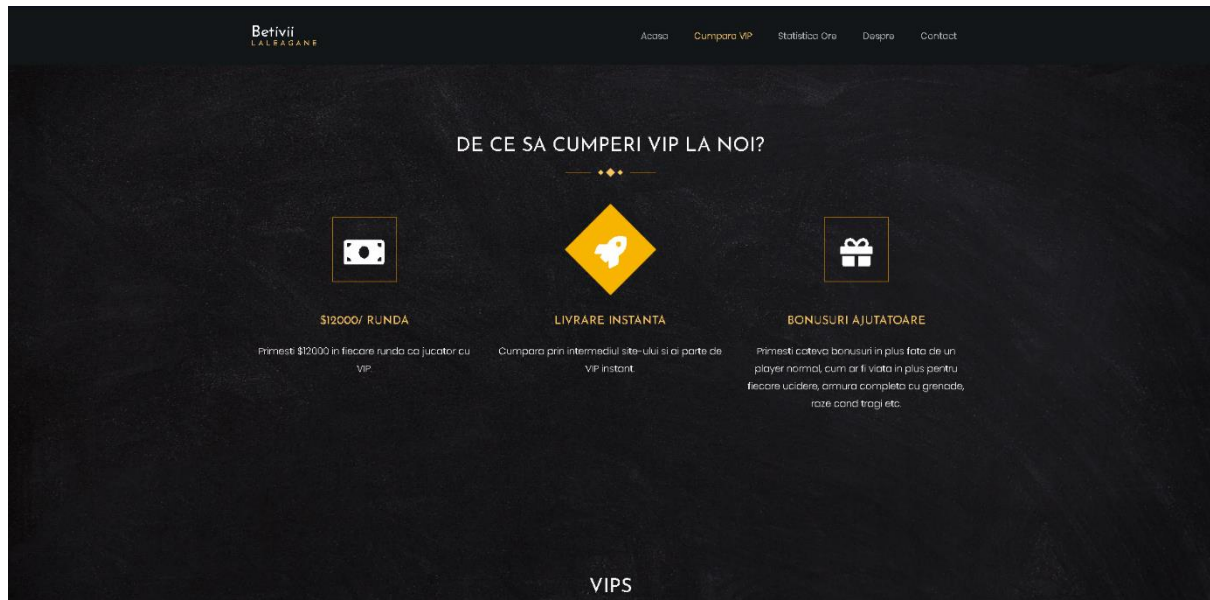 Betivii
LALEAGANE
Acasa Cumpara VIP Statistica Ore Despre Contact
DE CE SA CUMPERI VIP LA NOI?
$12000/ RUNDA
Primesti $12000 in fiecare runda ca jucator cu
VIP.
LIVRARE INSTANTA
Cumpara prin intermediul site-ului si ai parte de
VIP instant.
BONUSURI AJUTATOARE
Primesti cateva bonusuri in plus fata de un
player normal, cum ar fi viata in plus pentru
fiecare ucidere, armura completa cu grenade,
raze cand tragi etc.
VIPS